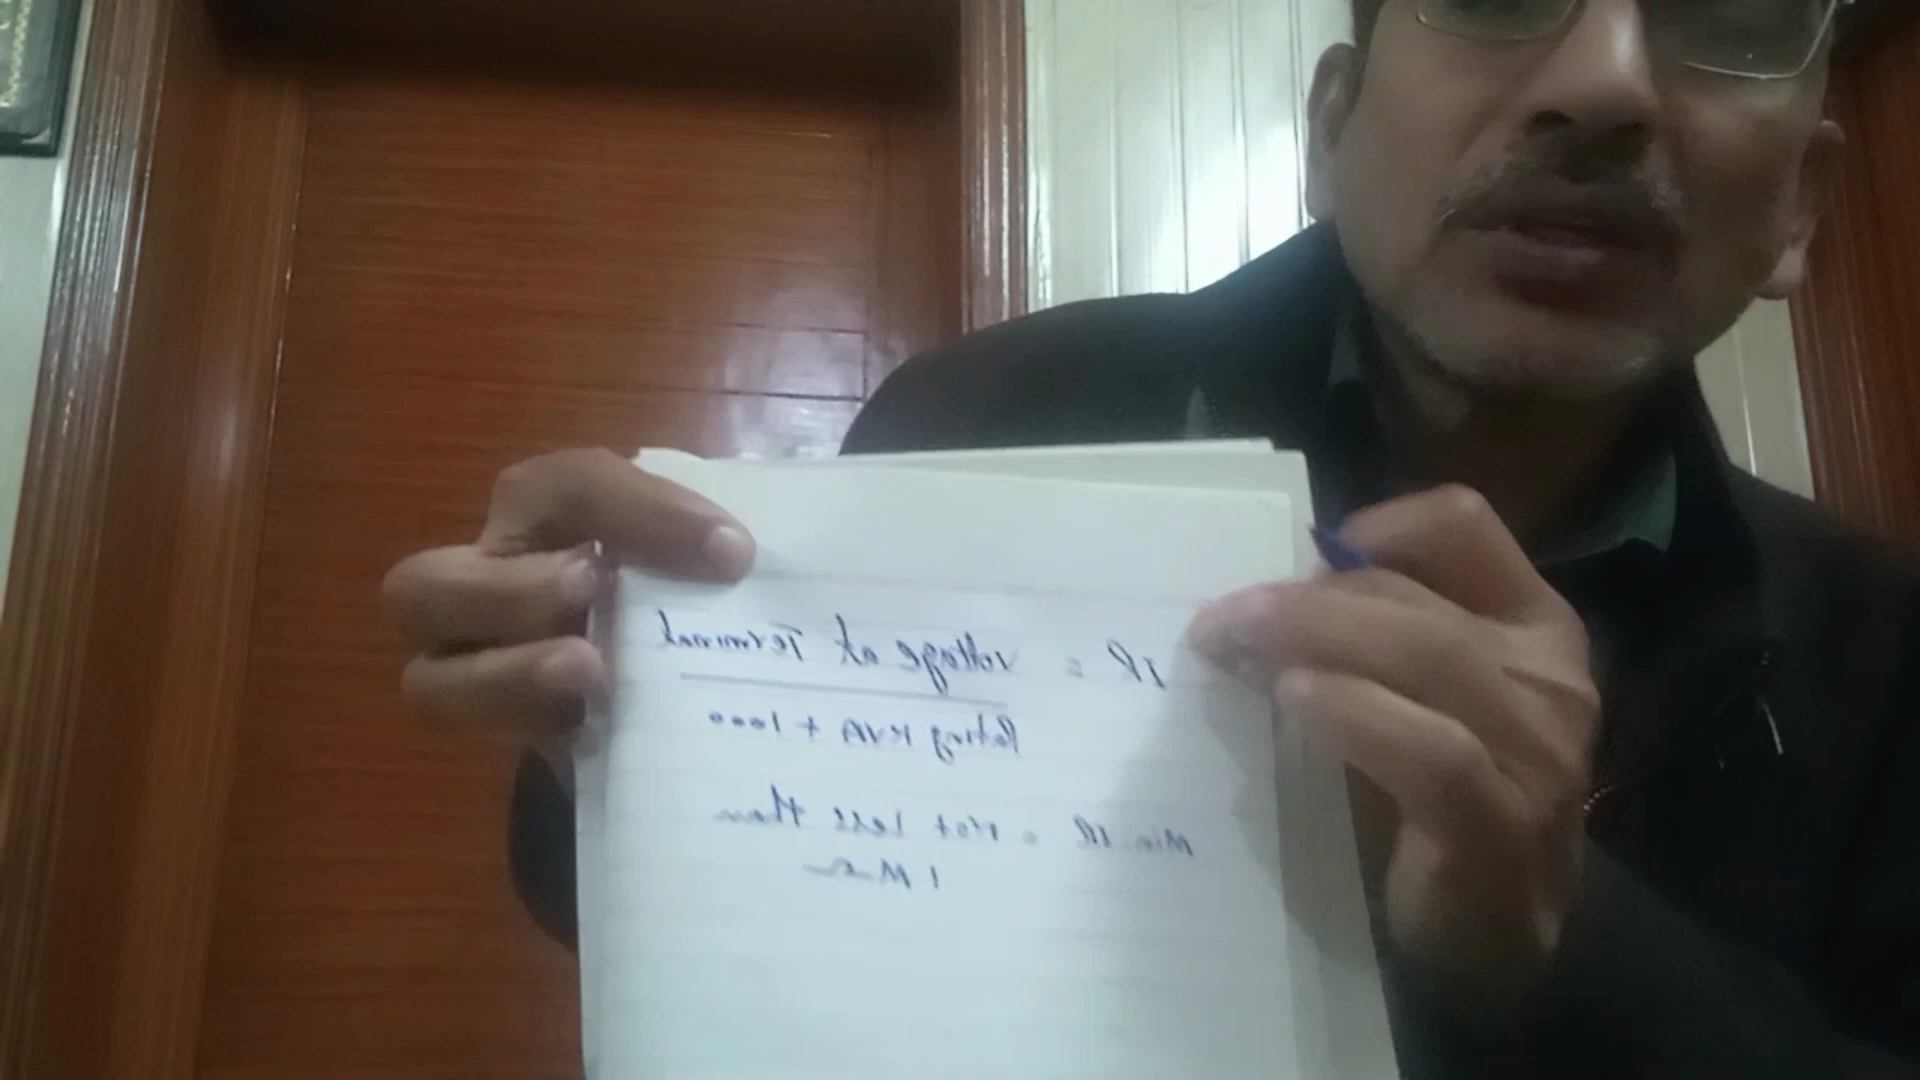 IR = Voltage at Terminal
Rating KVA + 1000
Min. IR = Not Less than
1 MΩ